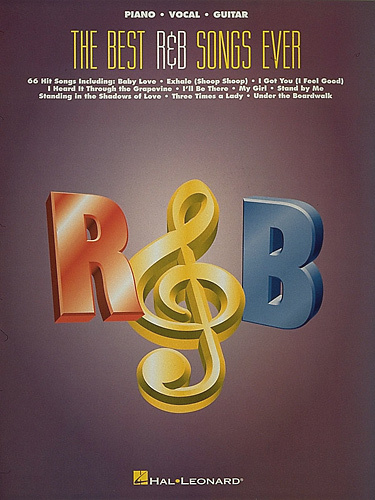 PIANO • VOCAL • GUITAR
THE BEST R&B SONGS EVER
66 Hit Songs Including: Baby Love • Exhale (Shoop Shoop) • I Got You (I Feel Good)
I Heard It Through the Grapevine • I'll Be There • My Girl • Stand by Me
Standing in the Shadows of Love • Three Times a Lady • Under the Boardwalk
R&B
HAL•LEONARD®